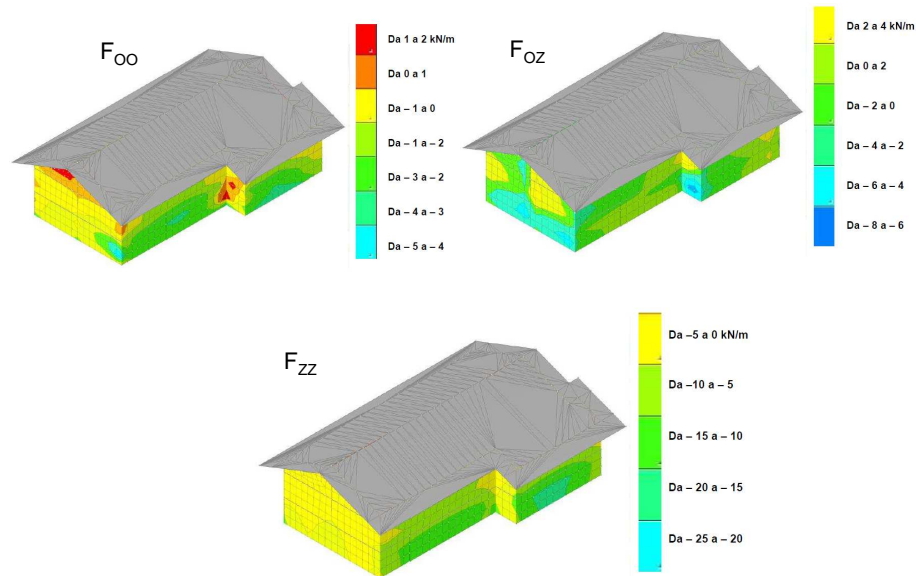 F_OO
Da 1 a 2 kN/m
Da 0 a 1
Da – 1 a 0
Da – 1 a – 2
Da – 3 a – 2
Da – 4 a – 3
Da – 5 a – 4
F_OZ
Da 2 a 4 kN/m
Da 0 a 2
Da – 2 a 0
Da – 4 a – 2
Da – 6 a – 4
Da – 8 a – 6
F_ZZ
Da –5 a 0 kN/m
Da –10 a – 5
Da – 15 a – 10
Da – 20 a – 15
Da – 25 a – 20